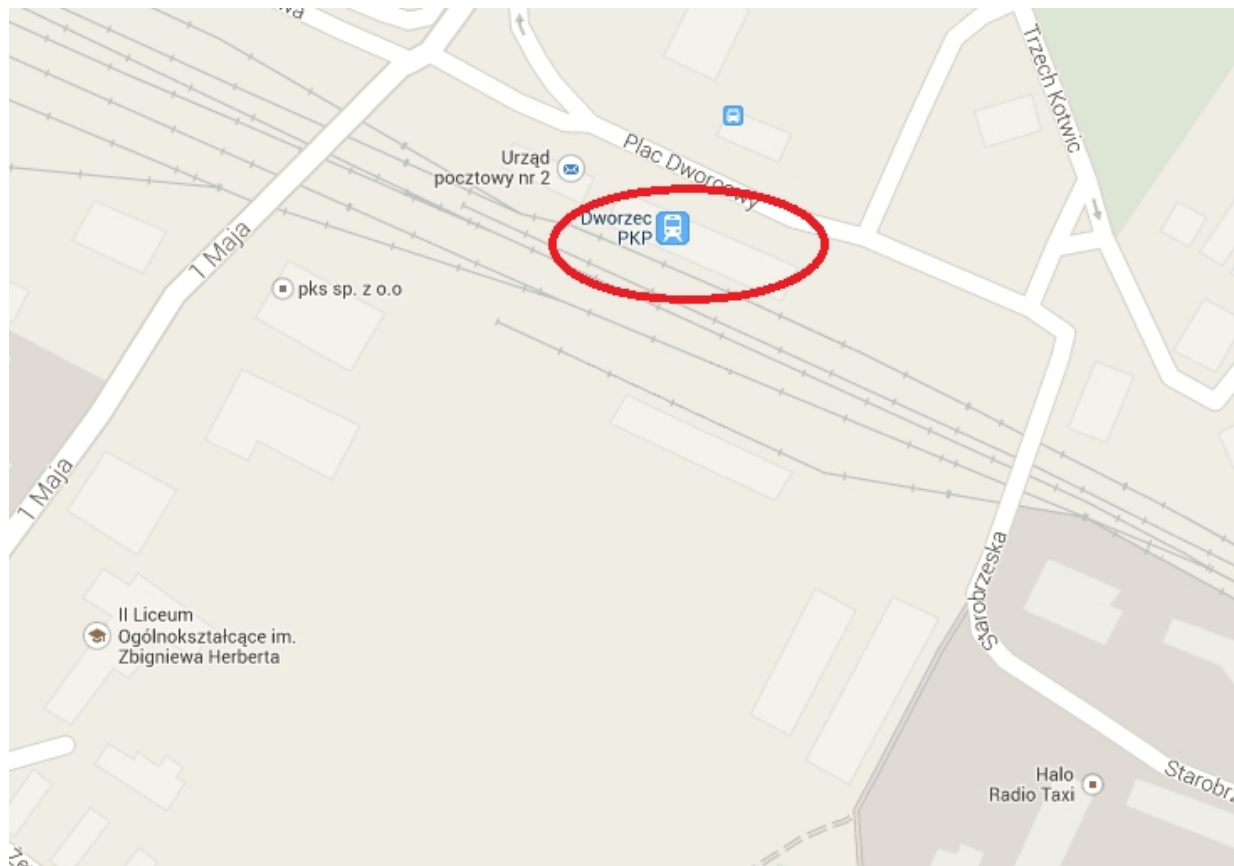 Trzech Kotwic
Plac Dworcowy
Urząd
pocztowy nr 2
Dworzec
PKP
1 Maja
pks sp. z o.o
1 Maja
Starobrzeska
II Liceum
Ogólnokształcące im.
Zbigniewa Herberta
Halo
Radio Taxi
Starobrz